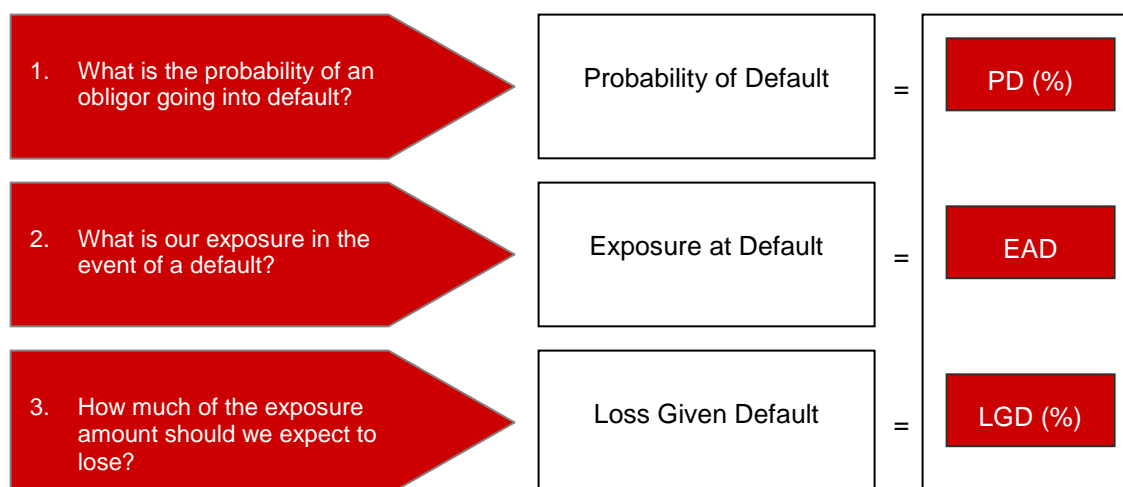 1. What is the probability of an
obligor going into default?
Probability of Default
=
PD (%)
2. What is our exposure in the
event of a default?
Exposure at Default
=
EAD
3. How much of the exposure
amount should we expect to
lose?
Loss Given Default
=
LGD (%)